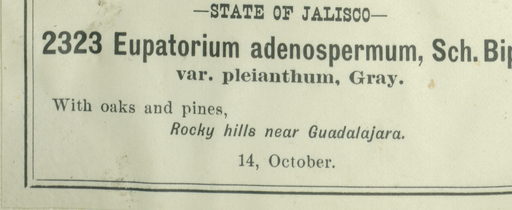 —STATE OF JALISCO—
2323 Eupatorium adenospermum, Sch. Bip
var. pleianthum, Gray.
With oaks and pines,
Rocky hills near Guadalajara.
14, October.